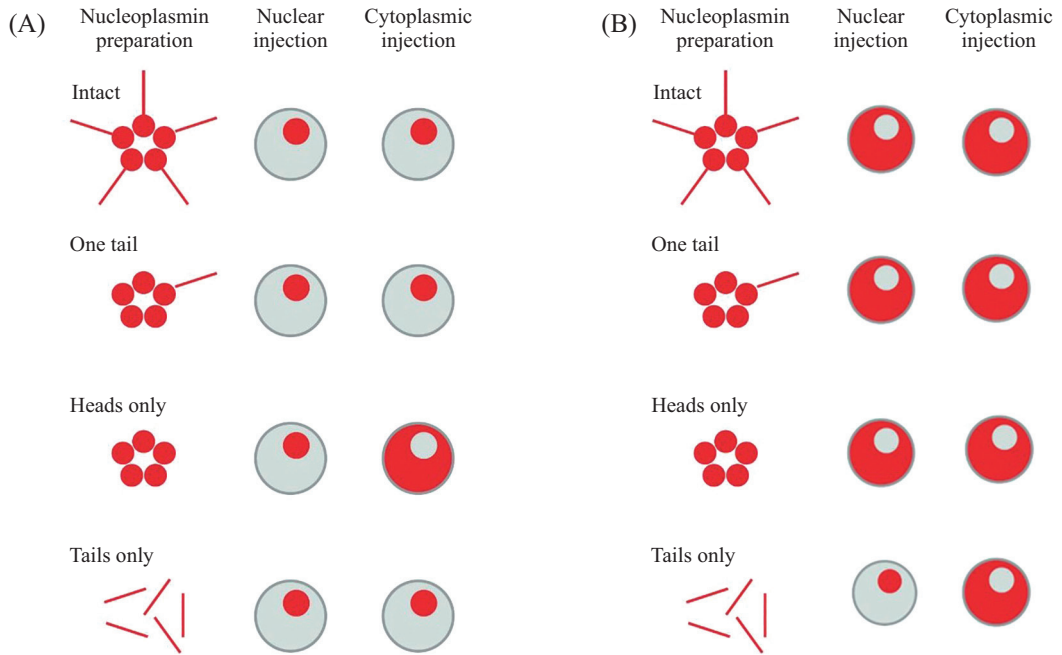 (A)
Nucleoplasmin
preparation
Nuclear
injection
Cytoplasmic
injection
Intact
One tail
Heads only
Tails only
(B)
Nucleoplasmin
preparation
Nuclear
injection
Cytoplasmic
injection
Intact
One tail
Heads only
Tails only